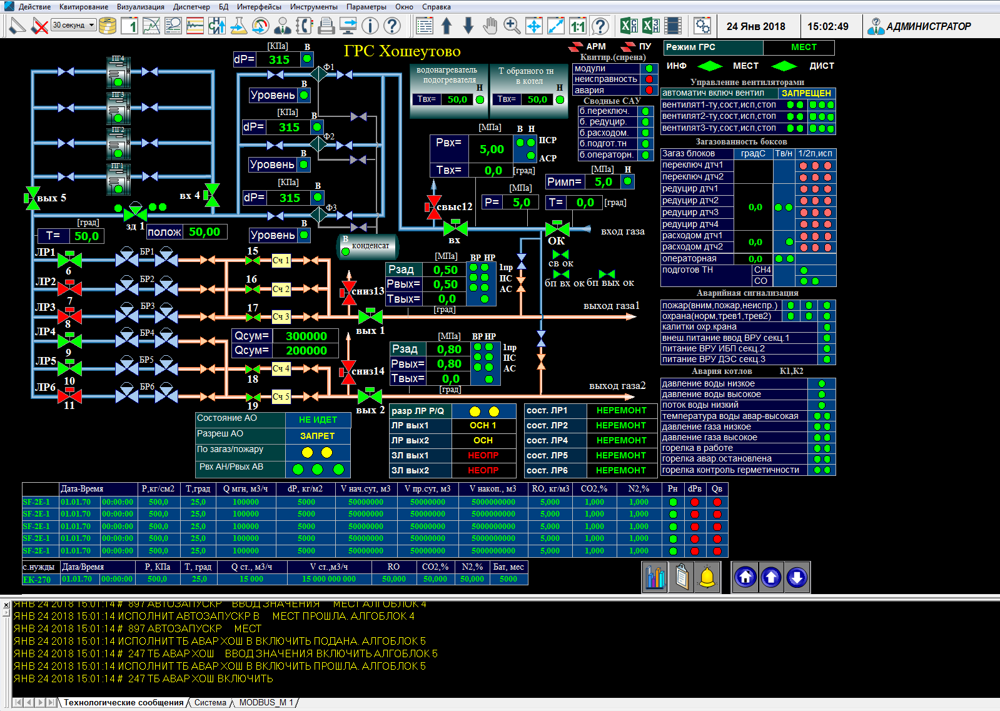 Действие Квитирование Визуализация Диспетчер БД Интерфейсы Инструменты Параметры Окно Справка
30 секунд 24 Янв 2018 15:02:49 АДМИНИСТРАТОР
ГРС Хошеутово
ПГ4
ПГ3
ПГ2
ПГ1
вых 5
вх 4
зд 1
[град]
Т= 50,0
полож 50,00
[КПа] В
dP= 315
Ф1
В
Уровень
[КПа] В
dP= 315
Ф2
В
Уровень
[КПа] В
dP= 315
Ф3
В
Уровень
В
конденсат
водонагреватель
подогревателя
Н
Твх= 50,0
Т обратного тн
в котел
Н
Твх= 50,0
[МПа] В Н
Рвх= 5,00 ПСР
АСР
Твх= 0,0 [град]
[МПа] Н
Римп= 5,0
[МПа]
Р= 5,0
Т= 0,0 [град]
свыс12
вх
ОК
вход газа
св ок
бп вх ок бп вых ок
ЛР1
6
БР1
15
Сч 1
ЛР2
7
БР2
16
Сч 2
ЛР3
8
БР3
17
Сч 3
ЛР4
9
БР4
ЛР5
10
БР5
18
Сч 4
ЛР6
11
БР6
19
Сч 5
Qсум= 300000
Qсум= 200000
сниз13
вых 1
сниз14
вых 2
[МПа] ВР НР
Рзад 0,50 1пр
Рвых= 0,50 ПС
АС
Твых= 0,0
[град]
выход газа1
[МПа] ВР НР
Рзад 0,80 1пр
Рвых= 0,80 ПС
АС
Твых= 0,0
[град]
выход газа2
Состояние АО НЕ ИДЕТ
Разреш АО ЗАПРЕТ
По загаз/пожару
Рвх АН/Рвых АВ
разр ЛР P/Q
ЛР вых1 ОСН 1
ЛР вых2 ОСН
ЗЛ вых1 НЕОПР
ЗЛ вых2 НЕОПР
сост. ЛР1 НЕРЕМОНТ
сост. ЛР2 НЕРЕМОНТ
сост. ЛР4 НЕРЕМОНТ
сост. ЛР5 НЕРЕМОНТ
сост. ЛР6 НЕРЕМОНТ
АРМ ПУ
Квитир.(сирена)
модули
неисправность
авария
Сводные САУ
б.переключ.
б. редуцир.
б.расходом.
б.подгот.тн
б.операторн.
Режим ГРС МЕСТ
ИНФ МЕСТ ДИСТ
Управление вентиляторами
автоматич включ вентил ЗАПРЕЩЕН
вентилят1-ту,сост,исп,стоп
вентилят2-ту,сост,исп,стоп
вентилят3-ту,сост,исп,стоп
Загазованность боксов
Загаз блоков градС Тв/н 1/2п,исп
переключ дтч1
переключ дтч2
редуцир дтч1
редуцир дтч2
редуцир дтч3
0,0
редуцир дтч4
расходом дтч1
расходом дтч2
0,0
операторная 0,0
подготов ТН СН4
СО
Аварийная сигнализация
пожар(вним,пожар,неиспр.)
охрана(норм,трев1,трев2)
калитки охр.крана
внеш.питание ввод ВРУ секц.1
питание ВРУ ИБП секц.2
питание ВРУ ДЭС секц.3
Авария котлов К1,К2
давление воды низкое
давление воды высокое
поток воды низкий
температура воды авар-высокая
давление газа низкое
давление газа высокое
горелка в работе
горелка авар.остановлена
горелка контроль герметичности
Дата-Время Р,кг/см2 Т,град Q мгн, м3/ч dP, кг/м2 V нач.сут, м3 V пр.сут, м3 V накоп., м3 RO, кг/м3 CO2,% N2,% Рн dPв Qв
SF-2E-1 01.01.70 00:00:00 500,0 25,0 100000 5000 50000000 50000000 5000000000 5,000 1,000 1,000
SF-2E-1 01.01.70 00:00:00 500,0 25,0 100000 5000 50000000 50000000 5000000000 5,000 1,000 1,000
SF-2E-1 01.01.70 00:00:00 500,0 25,0 100000 5000 50000000 50000000 5000000000 5,000 1,000 1,000
SF-2E-1 01.01.70 00:00:00 500,0 25,0 100000 5000 50000000 50000000 5000000000 5,000 1,000 1,000
SF-2E-1 01.01.70 00:00:00 500,0 25,0 100000 5000 50000000 50000000 5000000000 5,000 1,000 1,000
с.нужды Дата/Время Р, КПа Т, град Q ст., м3/ч V ст.,м3/ч RO CO2,% N2,% Бат, мес
ЕК-270 01.01.70 00:00:00 500,0 25,0 15 000 15 000 000 000 50,000 50,000 50,000 5000
ЯНВ 24 2018 15:01:14 # 897 АВТОЗАПУСКР ВВОД ЗНАЧЕНИЯ МЕСТ АЛГОБЛОК 4
ЯНВ 24 2018 15:01:14 ИСПОЛНИТ АВТОЗАПУСКР В МЕСТ ПРОШЛА. АЛГОБЛОК 4
ЯНВ 24 2018 15:01:14 # 897 АВТОЗАПУСКР МЕСТ
ЯНВ 24 2018 15:01:14 ИСПОЛНИТ ТБ АВАР ХОШ В ВКЛЮЧИТЬ ПОДАНА. АЛГОБЛОК 5
ЯНВ 24 2018 15:01:14 # 247 ТБ АВАР ХОШ ВВОД ЗНАЧЕНИЯ ВКЛЮЧИТЬ АЛГОБЛОК 5
ЯНВ 24 2018 15:01:14 ИСПОЛНИТ ТБ АВАР ХОШ В ВКЛЮЧИТЬ ПРОШЛА. АЛГОБЛОК 5
ЯНВ 24 2018 15:01:14 # 247 ТБ АВАР ХОШ ВКЛЮЧИТЬ
Технологические сообщения Система MODBUS_M 1